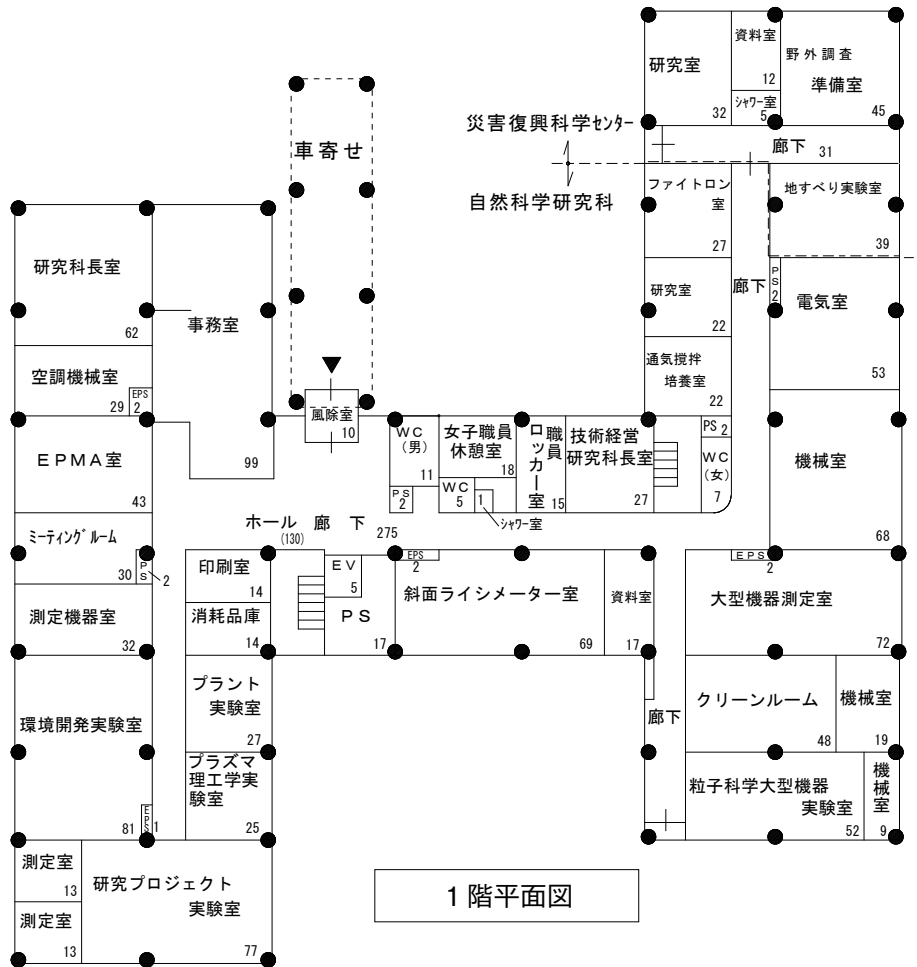 資料室
12
野外調査
準備室
45
研究室
32
シャワー室
5
災害復興科学センター
自然科学研究科
廊下
31
車寄せ
ファイトロン
室
27
地すべり実験室
39
研究科長室
62
事務室
99
廊下
研究室
22
PS
2
電気室
53
空調機械室
29
EPS
2
通気撹拌
培養室
22
風除室
10
EPMA室
43
WC
(男)
11
PS
2
女子職員
休憩室
18
WC
5
1
シャワー室
職員
ロッカー室
15
技術経営
研究科長室
27
PS 2
WC
(女)
7
機械室
68
ミーティングルーム
30
PS
2
ホール
(130)
廊下
275
印刷室
14
EV
5
EPS
2
斜面ライシメーター室
69
資料室
17
EPS
2
大型機器測定室
72
測定機器室
32
消耗品庫
14
PS
17
環境開発実験室
81
EPS
1
プラント
実験室
27
廊下
クリーンルーム
48
機械室
19
プラズマ
理工学実
験室
25
粒子科学大型機器
実験室
52
機械室
9
測定室
13
研究プロジェクト
実験室
77
測定室
13
1階平面図